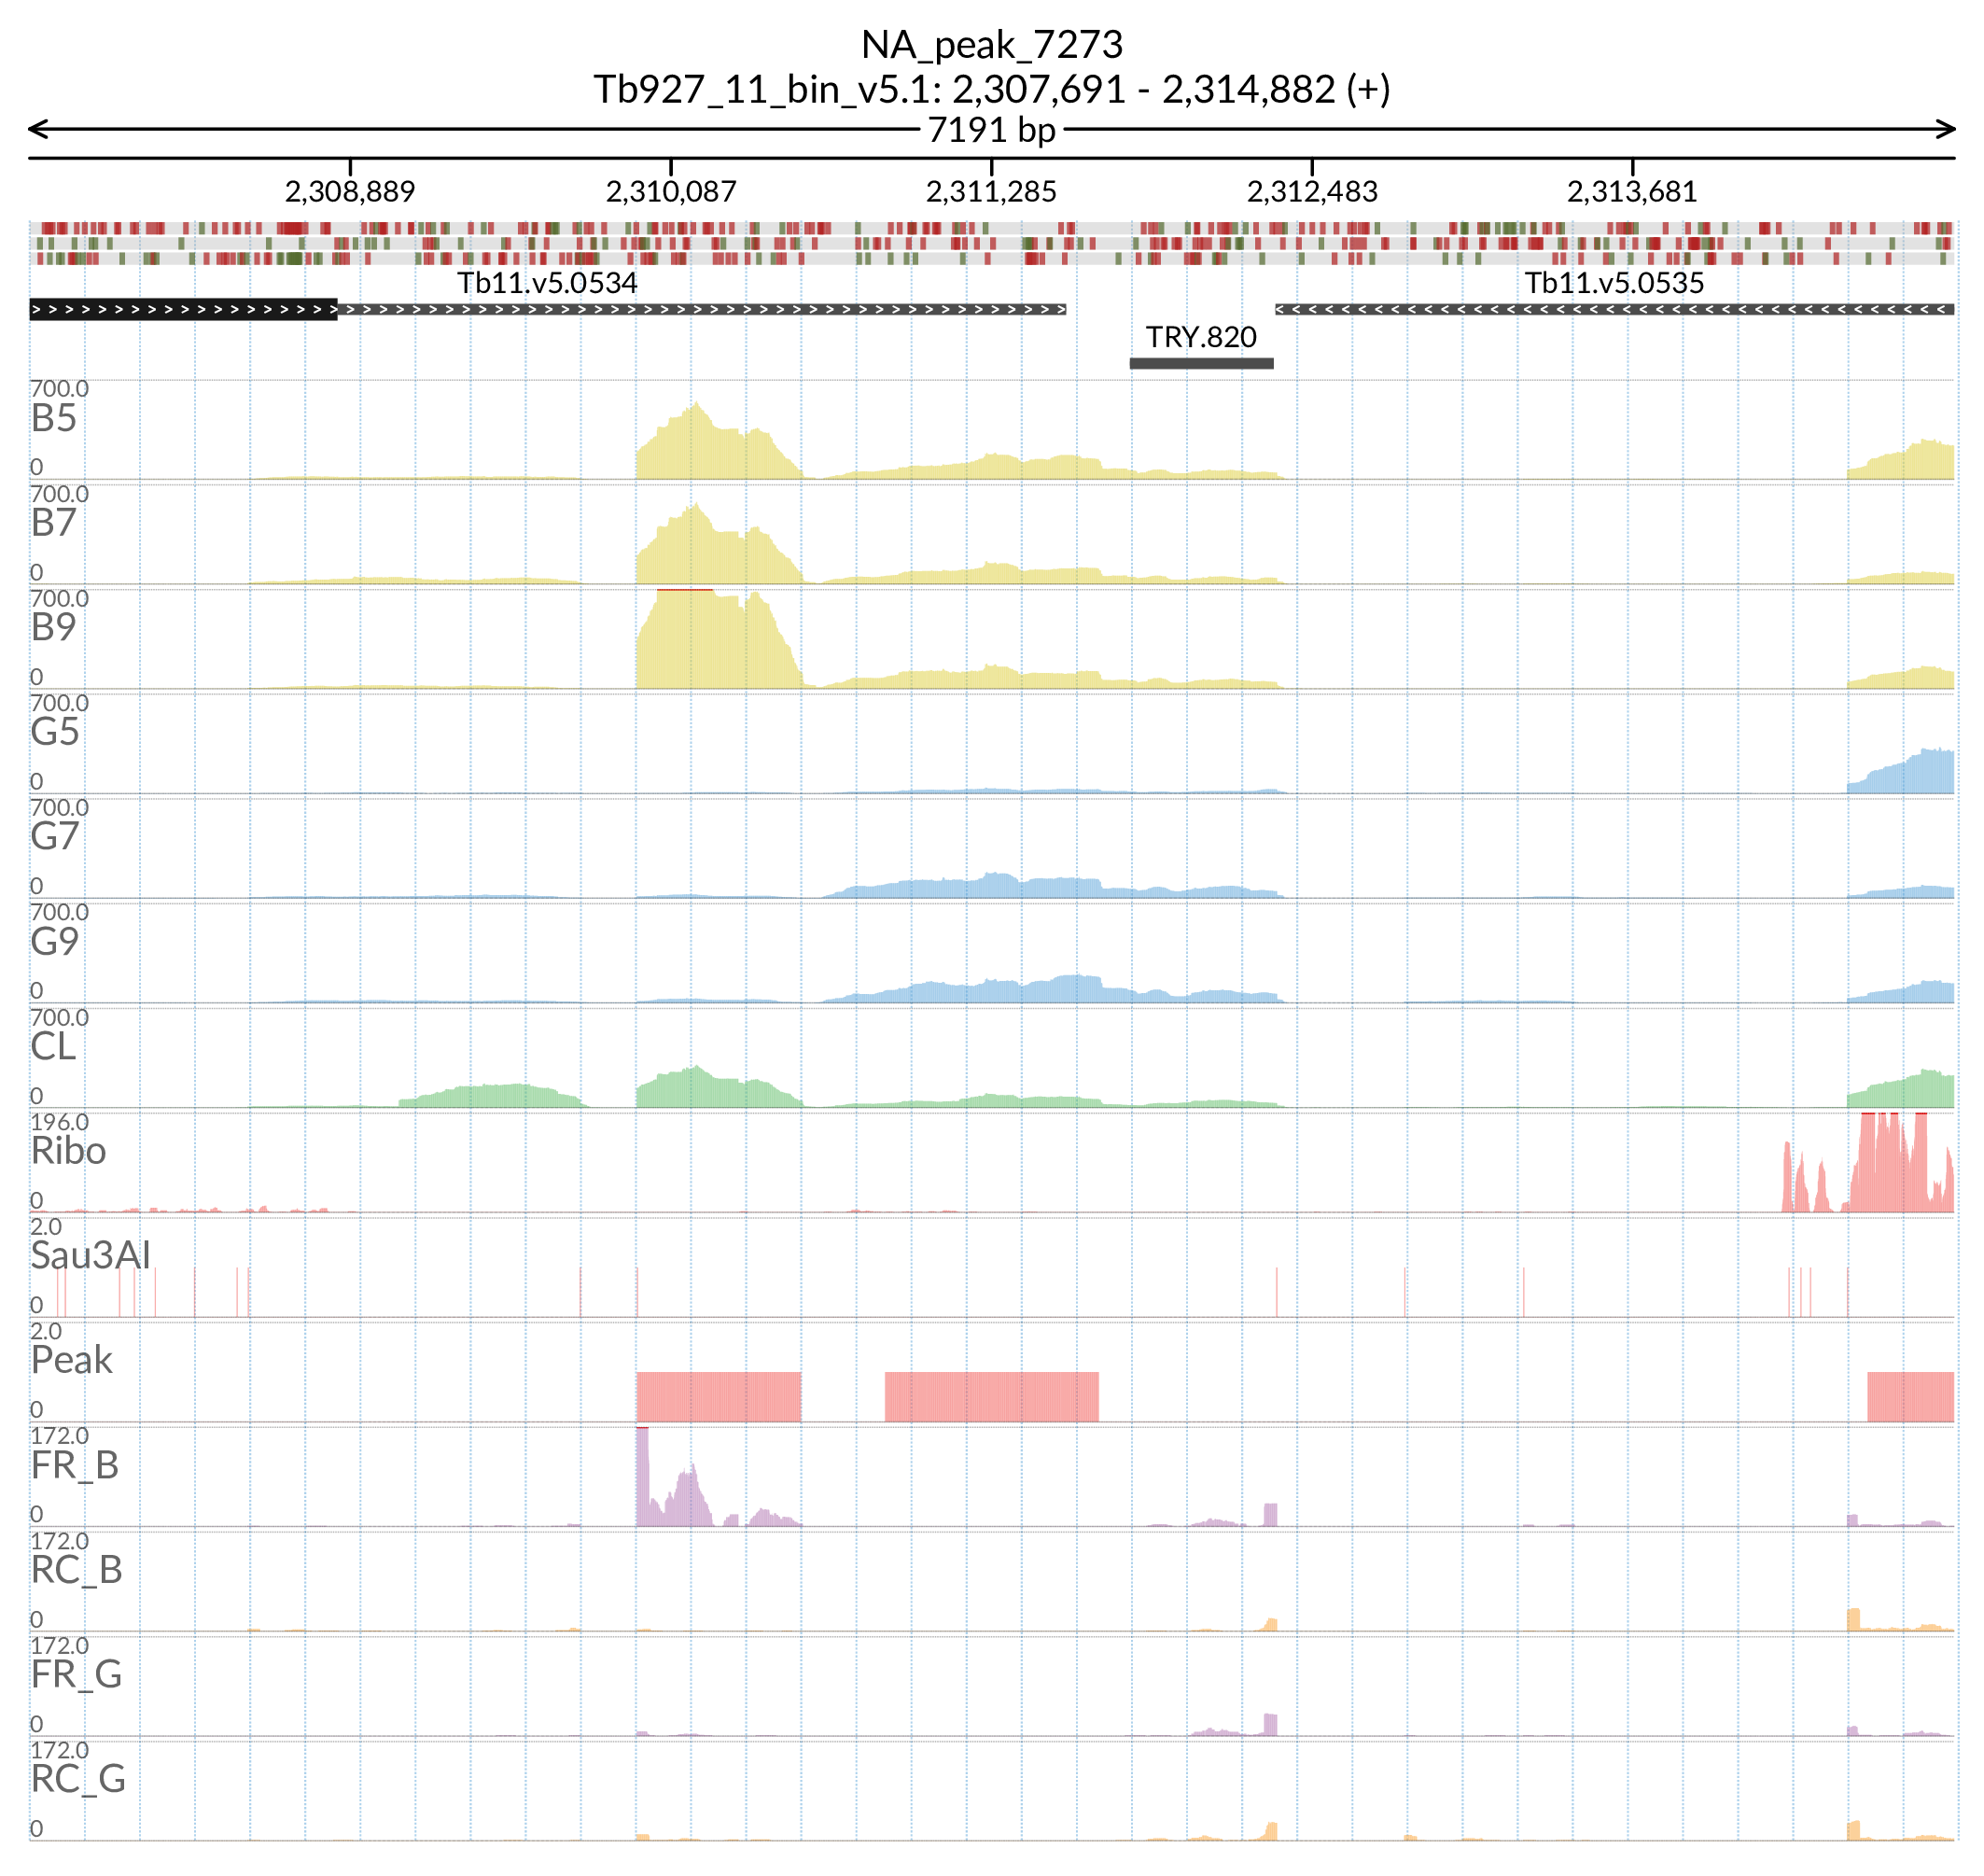 NA_peak_7273
Tb927_11_bin_v5.1: 2,307,691 - 2,314,882 (+)
7191 bp
2,308,889 2,310,087 2,311,285 2,312,483 2,313,681
Tb11.v5.0534 Tb11.v5.0535
TRY.820
700.0
B5
0
700.0
B7
0
700.0
B9
0
700.0
G5
0
700.0
G7
0
700.0
G9
0
700.0
CL
0
196.0
Ribo
0
2.0
Sau3AI
0
2.0
Peak
0
172.0
FR_B
0
172.0
RC_B
0
172.0
FR_G
0
172.0
RC_G
0